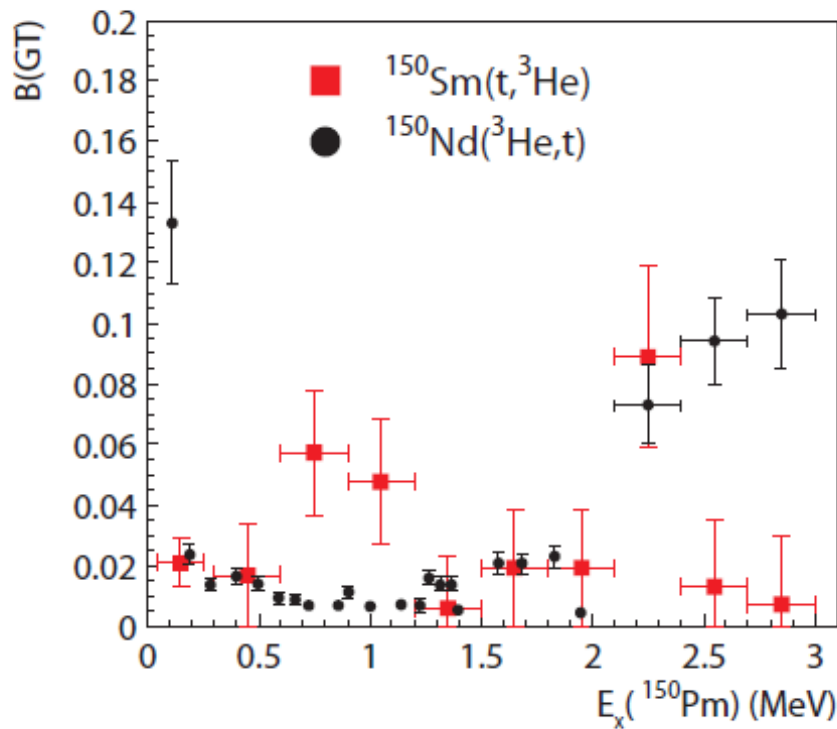 B(GT)
0.2
0.18
0.16
0.14
0.12
0.1
0.08
0.06
0.04
0.02
0
¹⁵⁰Sm(t,³He)
¹⁵⁰Nd(³He,t)
0 0.5 1 1.5 2 2.5 3
Eₓ( ¹⁵⁰Pm) (MeV)